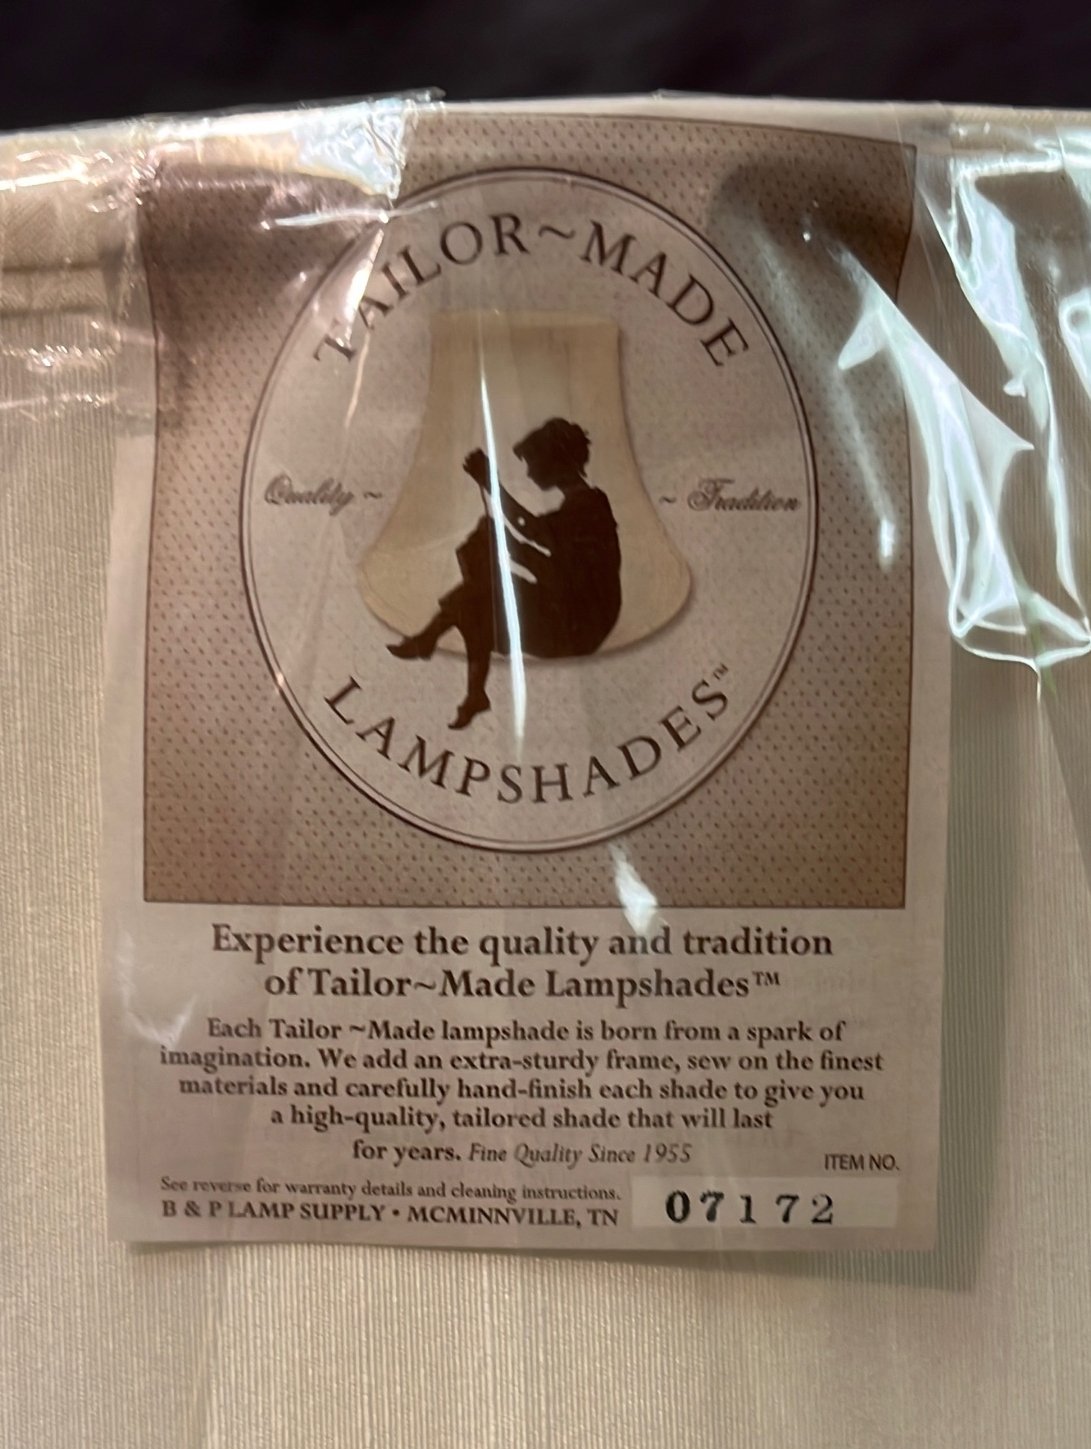 TAILOR~MADE
Quality ~
~ Tradition
LAMPSHADES™
Experience the quality and tradition
of Tailor~Made Lampshades™
Each Tailor ~Made lampshade is born from a spark of
imagination. We add an extra-sturdy frame, sew on the finest
materials and carefully hand-finish each shade to give you
a high-quality, tailored shade that will last
for years. Fine Quality Since 1955
ITEM NO.
See reverse for warranty details and cleaning instructions.
B & P LAMP SUPPLY • MCMINNVILLE, TN
07172